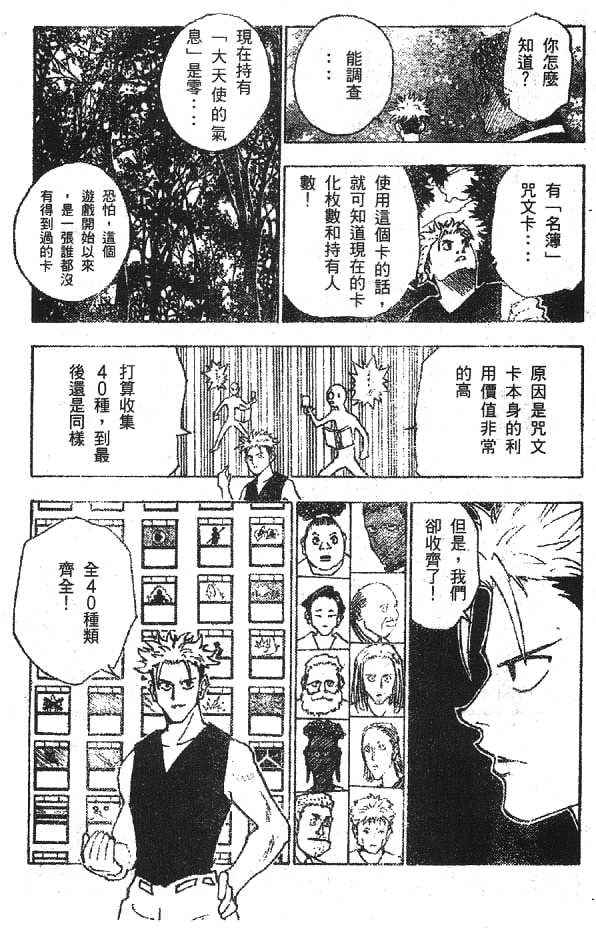 你怎麼
知道?
能調查
……
現在持有
「大天使的氣
息」是零‥‥
有「名簿」
咒文卡‥‥
使用這個卡的話，
就可知道現在的卡
化枚數和持有人
數！
恐怕，這個
遊戲開始以來
，是一張誰都沒
有得到過的卡
原因是咒文
卡本身的利
用價值非常
的高
打算收集
40種，到最
後還是同樣
但是，我們
卻收齊了！
全40種類
齊全！